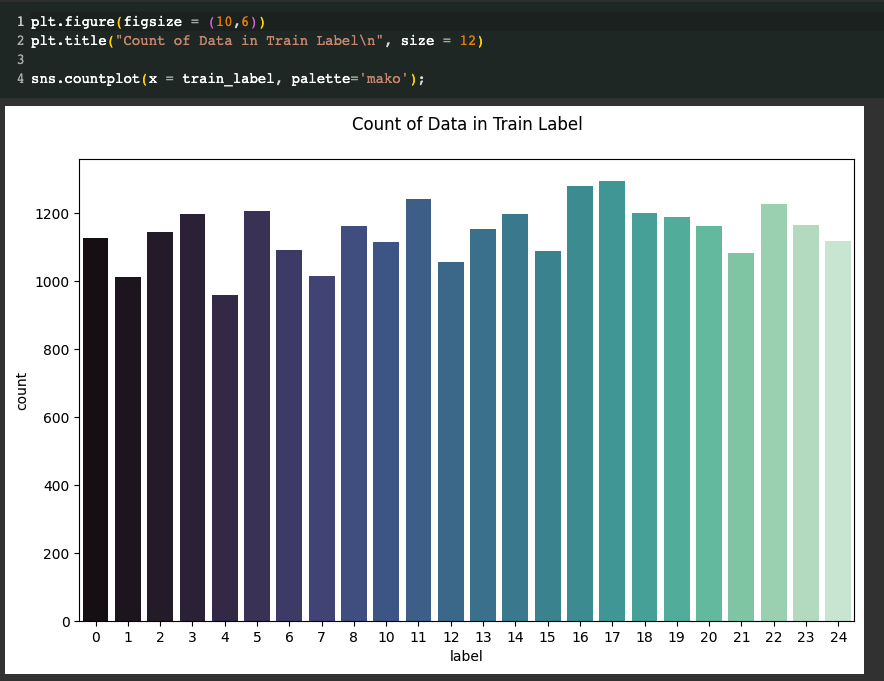 1 plt.figure(figsize = (10,6))
2 plt.title("Count of Data in Train Label\n", size = 12)
3
4 sns.countplot(x = train_label, palette='mako');
Count of Data in Train Label
1200
1000
800
600
400
200
0
count
0 1 2 3 4 5 6 7 8 10 11 12 13 14 15 16 17 18 19 20 21 22 23 24
label